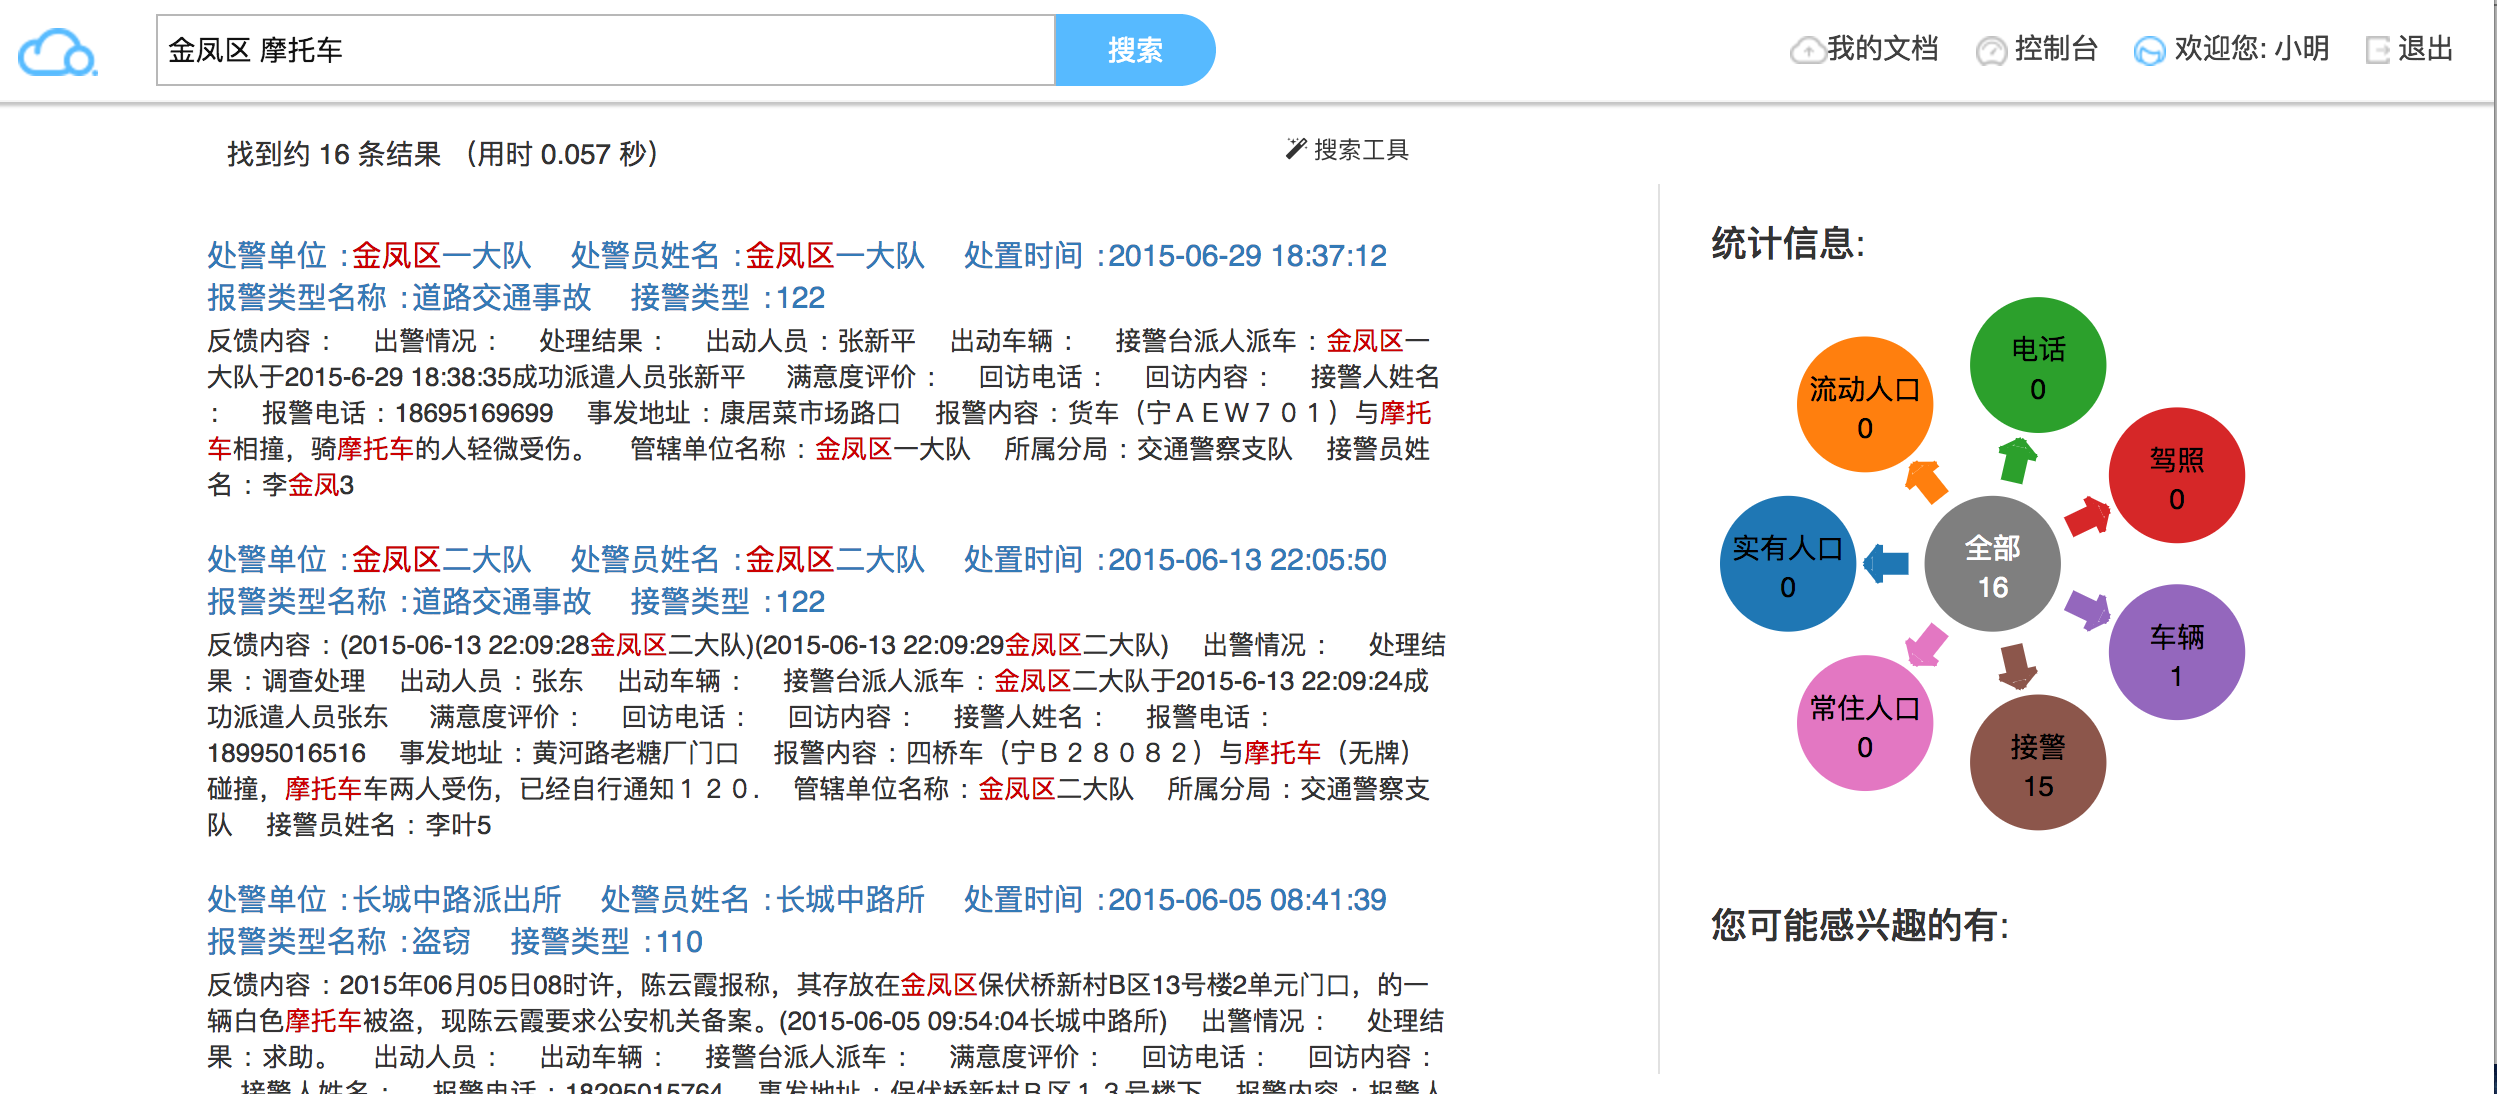 金凤区 摩托车
搜索
我的文档 控制台 欢迎您: 小明 退出
找到约 16 条结果 （用时 0.057 秒）
搜索工具
处警单位 :金凤区一大队 处警员姓名 :金凤区一大队 处置时间 :2015-06-29 18:37:12
报警类型名称 :道路交通事故 接警类型 :122
反馈内容 : 出警情况 : 处理结果 : 出动人员 : 张新平 出动车辆 : 接警台派人派车 : 金凤区一
大队于2015-6-29 18:38:35成功派遣人员张新平 满意度评价 : 回访电话 : 回访内容 : 接警人姓名
: 报警电话 : 18695169699 事发地址 : 康居菜市场路口 报警内容 : 货车（宁ＡＥＷ７０１）与摩托
车相撞，骑摩托车的人轻微受伤。 管辖单位名称 : 金凤区一大队 所属分局 : 交通警察支队 接警员姓
名 : 李金凤3
处警单位 :金凤区二大队 处警员姓名 :金凤区二大队 处置时间 :2015-06-13 22:05:50
报警类型名称 :道路交通事故 接警类型 :122
反馈内容 : (2015-06-13 22:09:28金凤区二大队)(2015-06-13 22:09:29金凤区二大队) 出警情况 : 处理结
果 : 调查处理 出动人员 : 张东 出动车辆 : 接警台派人派车 : 金凤区二大队于2015-6-13 22:09:24成
功派遣人员张东 满意度评价 : 回访电话 : 回访内容 : 接警人姓名 : 报警电话 :
18995016516 事发地址 : 黄河路老糖厂门口 报警内容 : 四桥车（宁Ｂ２８０８２）与摩托车（无牌）
碰撞，摩托车车两人受伤，已经自行通知１２０． 管辖单位名称 : 金凤区二大队 所属分局 : 交通警察支
队 接警员姓名 : 李叶5
处警单位 :长城中路派出所 处警员姓名 :长城中路所 处置时间 :2015-06-05 08:41:39
报警类型名称 :盗窃 接警类型 :110
反馈内容 : 2015年06月05日08时许，陈云霞报称，其存放在金凤区保伏桥新村B区13号楼2单元门口，的一
辆白色摩托车被盗，现陈云霞要求公安机关备案。(2015-06-05 09:54:04长城中路所) 出警情况 : 处理结
果 : 求助。 出动人员 : 出动车辆 : 接警台派人派车 : 满意度评价 : 回访电话 : 回访内容 :
接警人姓名 : 报警电话 : 18295015764 事发地址 : 保伏桥新村Ｂ区１３号楼下 报警内容 : 报警人
统计信息:
电话
0
流动人口
0
驾照
0
实有人口
0
全部
16
车辆
1
常住人口
0
接警
15
您可能感兴趣的有: